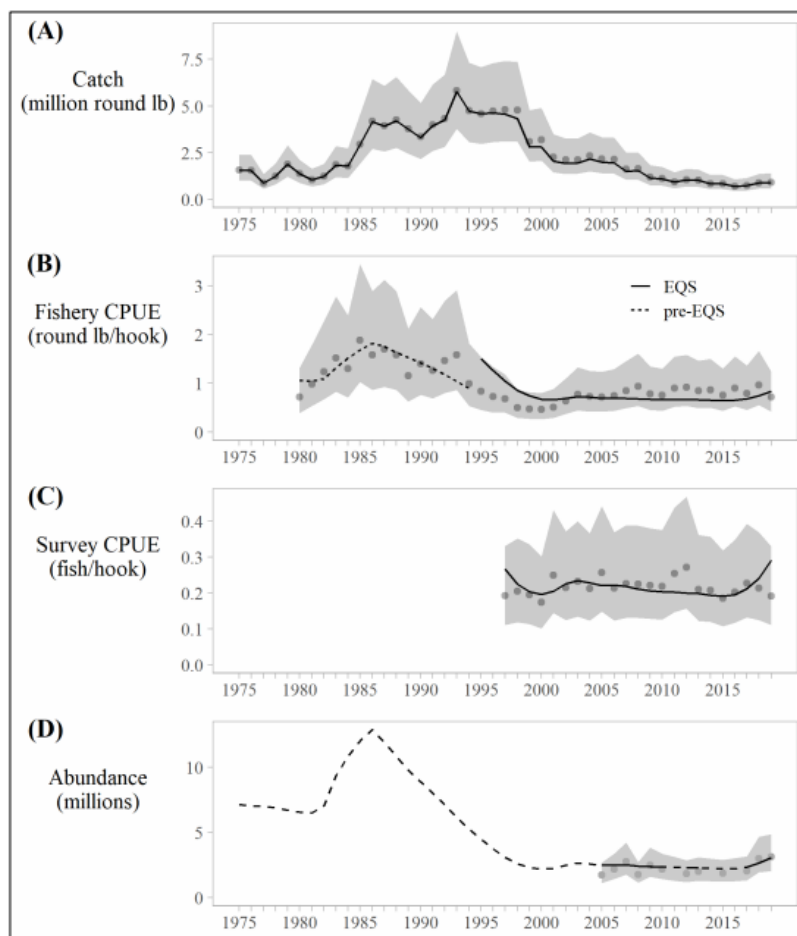 (A)
Catch
(million round lb)
7.5
5.0
2.5
0.0
1975 1980 1985 1990 1995 2000 2005 2010 2015
(B)
Fishery CPUE
(round lb/hook)
3
2
1
0
EQS
pre-EQS
1975 1980 1985 1990 1995 2000 2005 2010 2015
(C)
Survey CPUE
(fish/hook)
0.4
0.3
0.2
0.1
0.0
1975 1980 1985 1990 1995 2000 2005 2010 2015
(D)
Abundance
(millions)
10
5
0
1975 1980 1985 1990 1995 2000 2005 2010 2015